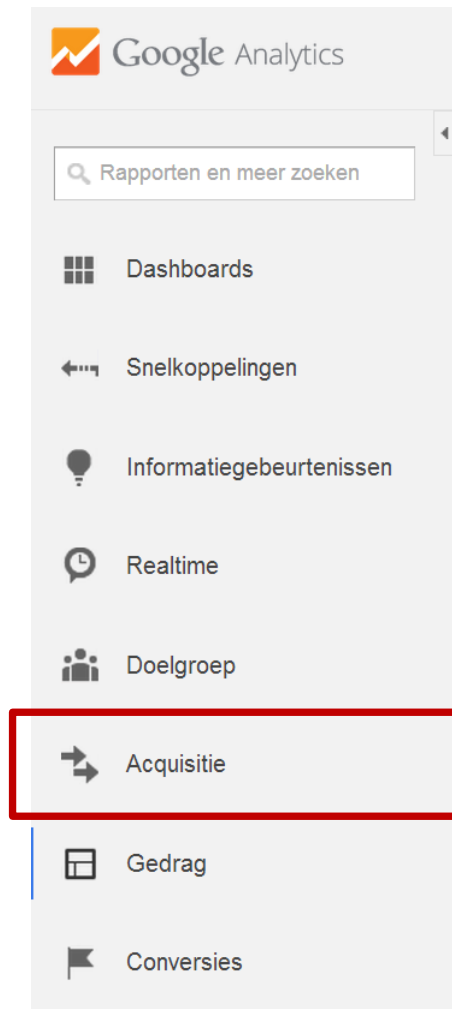 Google Analytics
Rapporten en meer zoeken
Dashboards
Snelkoppelingen
Informatiegebeurtenissen
Realtime
Doelgroep
Acquisitie
Gedrag
Conversies